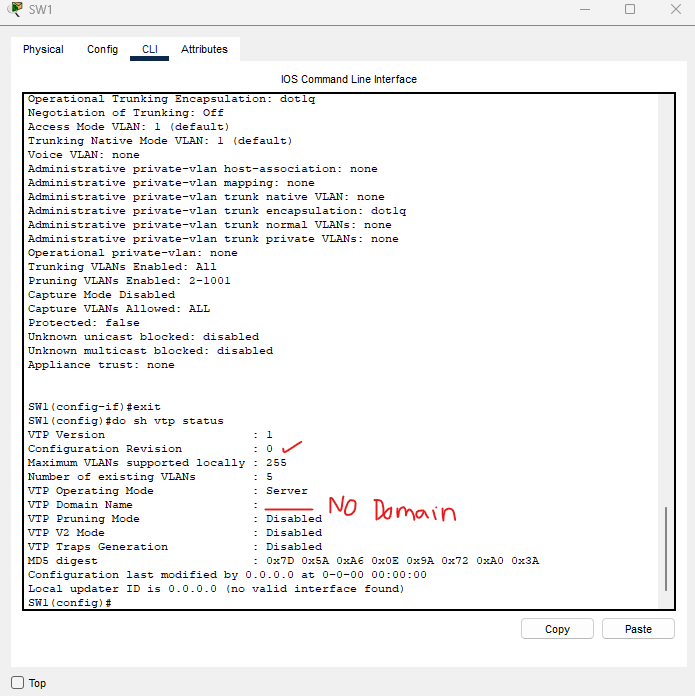 SW1
Physical Config CLI Attributes
IOS Command Line Interface
Operational Trunking Encapsulation: dot1q
Negotiation of Trunking: Off
Access Mode VLAN: 1 (default)
Trunking Native Mode VLAN: 1 (default)
Voice VLAN: none
Administrative private-vlan host-association: none
Administrative private-vlan mapping: none
Administrative private-vlan trunk native VLAN: none
Administrative private-vlan trunk encapsulation: dot1q
Administrative private-vlan trunk normal VLANs: none
Administrative private-vlan trunk private VLANs: none
Operational private-vlan: none
Trunking VLANs Enabled: All
Pruning VLANs Enabled: 2-1001
Capture Mode Disabled
Capture VLANs Allowed: ALL
Protected: false
Unknown unicast blocked: disabled
Unknown multicast blocked: disabled
Appliance trust: none
SW1(config-if)#exit
SW1(config)#do sh vtp status
VTP Version : 1
Configuration Revision : 0
Maximum VLANs supported locally : 255
Number of existing VLANs : 5
VTP Operating Mode : Server
VTP Domain Name : NO Domain
VTP Pruning Mode : Disabled
VTP V2 Mode : Disabled
VTP Traps Generation : Disabled
MD5 digest : 0x7D 0x5A 0xA6 0x0E 0x9A 0x72 0xA0 0x3A
Configuration last modified by 0.0.0.0 at 0-0-00 00:00:00
Local updater ID is 0.0.0.0 (no valid interface found)
SW1(config)#
Copy Paste
Top